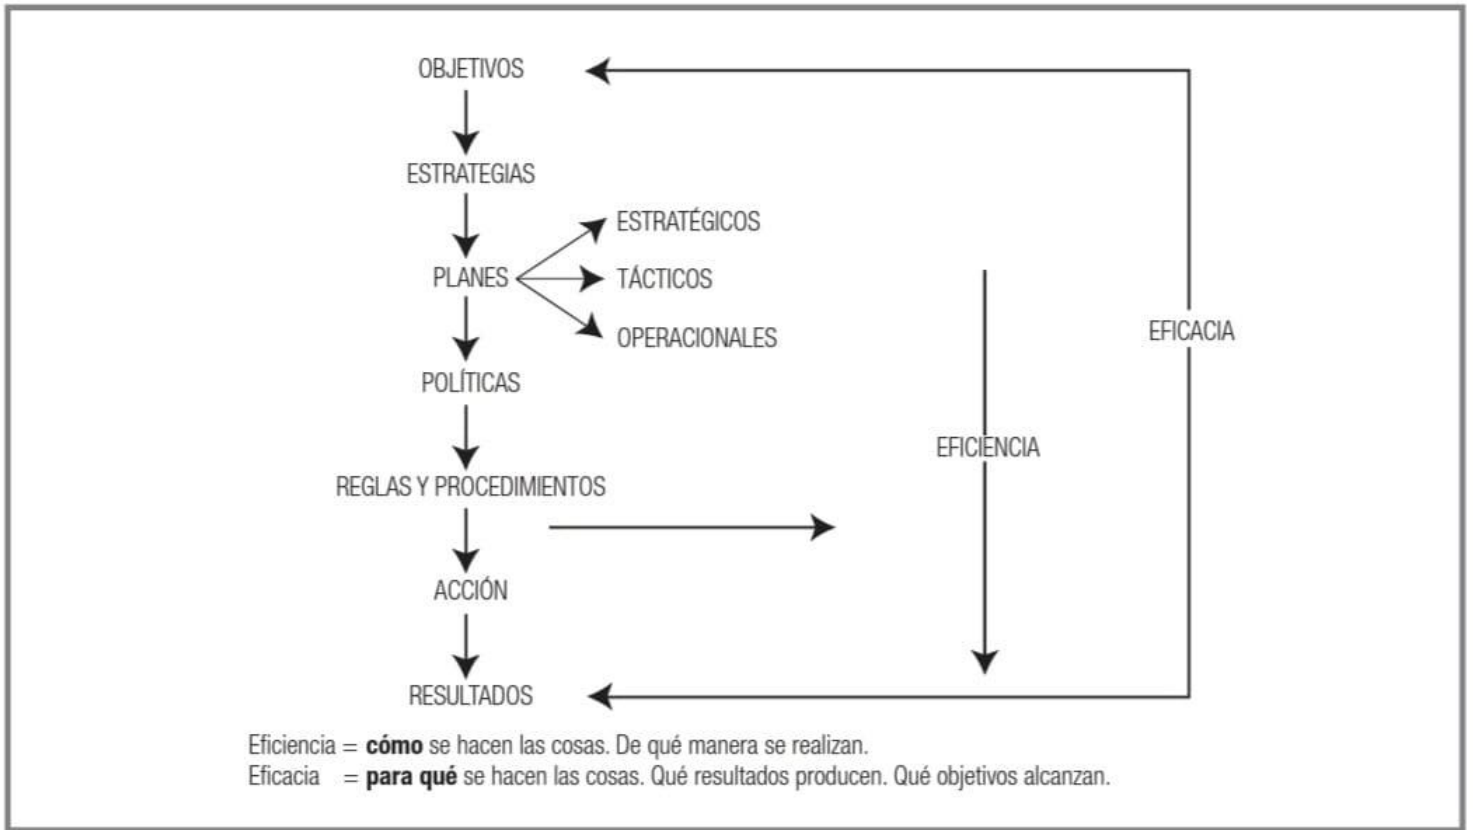 OBJETIVOS
ESTRATEGIAS
ESTRATÉGICOS
PLANES
TÁCTICOS
OPERACIONALES
EFICACIA
POLÍTICAS
EFICIENCIA
REGLAS Y PROCEDIMIENTOS
ACCIÓN
RESULTADOS
Eficiencia = cómo se hacen las cosas. De qué manera se realizan.
Eficacia = para qué se hacen las cosas. Qué resultados producen. Qué objetivos alcanzan.